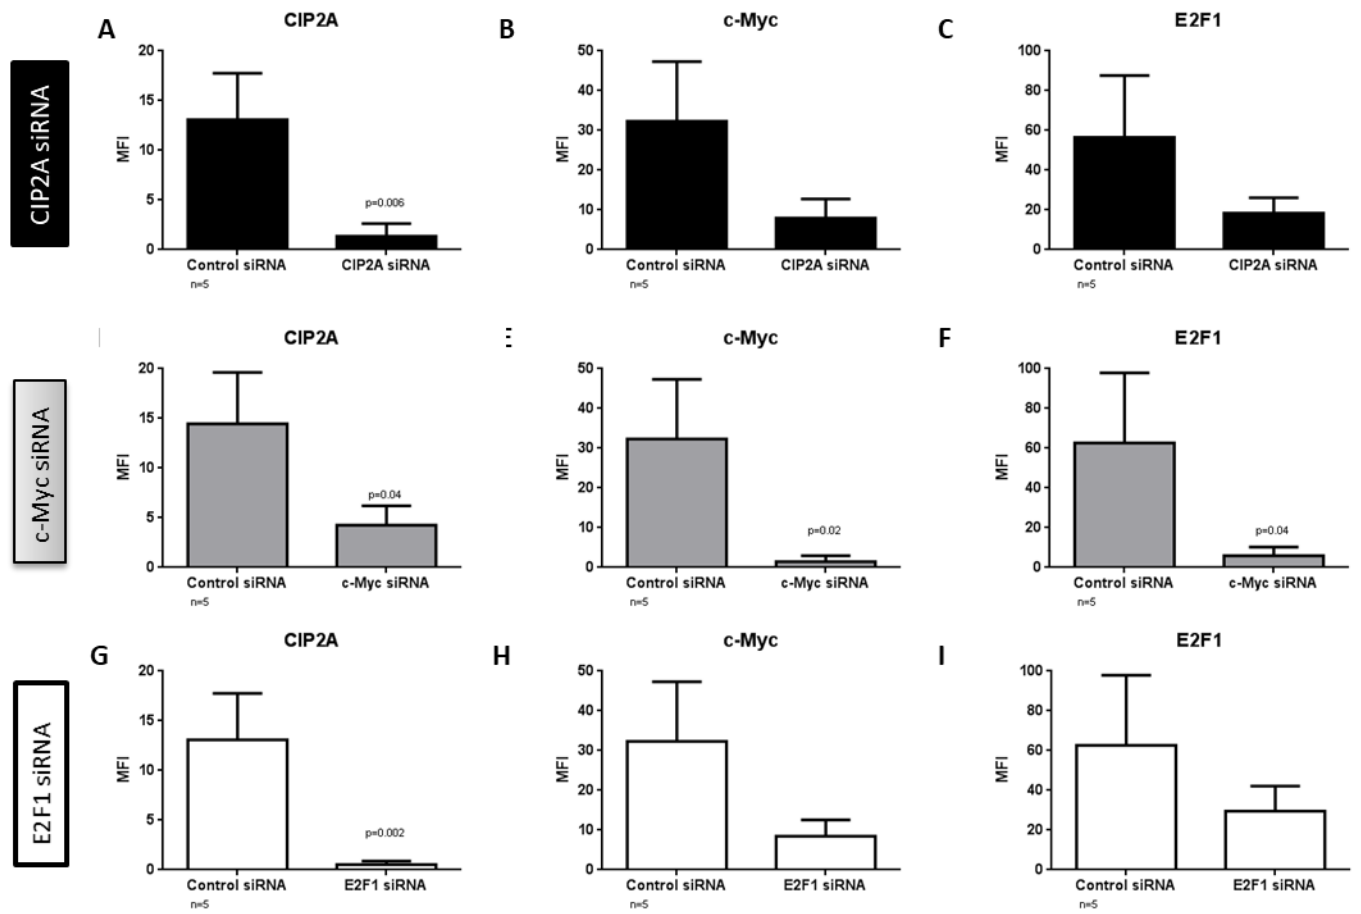 CIP2A siRNA
A
CIP2A
MFI
20
15
10
5
0
p=0.006
Control siRNA
CIP2A siRNA
n=5
B
c-Myc
MFI
50
40
30
20
10
0
Control siRNA
CIP2A siRNA
n=5
C
E2F1
MFI
100
80
60
40
20
0
Control siRNA
CIP2A siRNA
n=5
c-Myc siRNA
CIP2A
MFI
20
15
10
5
0
p=0.04
Control siRNA
c-Myc siRNA
n=5
c-Myc
MFI
50
40
30
20
10
0
p=0.02
Control siRNA
c-Myc siRNA
n=5
F
E2F1
MFI
100
80
60
40
20
0
p=0.04
Control siRNA
c-Myc siRNA
n=5
E2F1 siRNA
G
CIP2A
MFI
20
15
10
5
0
p=0.002
Control siRNA
E2F1 siRNA
n=5
H
c-Myc
MFI
50
40
30
20
10
0
Control siRNA
E2F1 siRNA
n=5
I
E2F1
MFI
100
80
60
40
20
0
Control siRNA
E2F1 siRNA
n=5